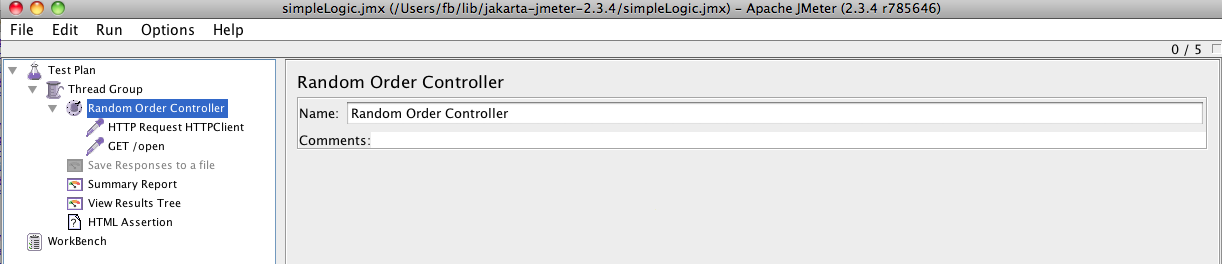 simpleLogic.jmx (/Users/fb/lib/jakarta-jmeter-2.3.4/simpleLogic.jmx) – Apache JMeter (2.3.4 r785646)
File Edit Run Options Help
0 / 5
Test Plan
Thread Group
Random Order Controller
HTTP Request HTTPClient
GET /open
Save Responses to a file
Summary Report
View Results Tree
HTML Assertion
WorkBench
Random Order Controller
Name: Random Order Controller
Comments: